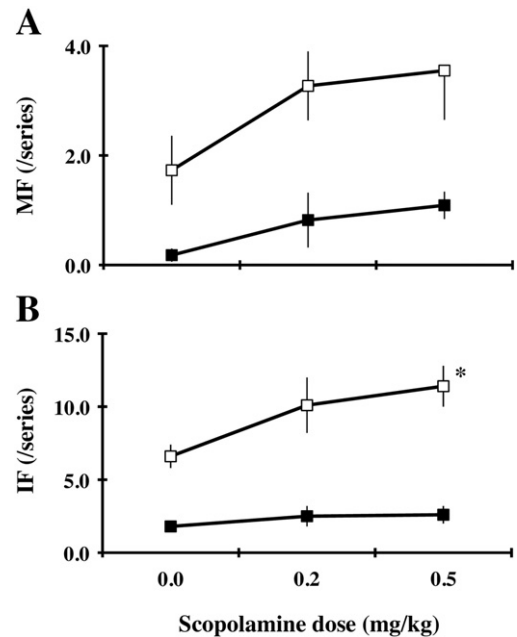 A
4.0
2.0
0.0
MF (/series)
B
15.0
10.0
5.0
0.0
IF (/series)
*
0.0 0.2 0.5
Scopolamine dose (mg/kg)